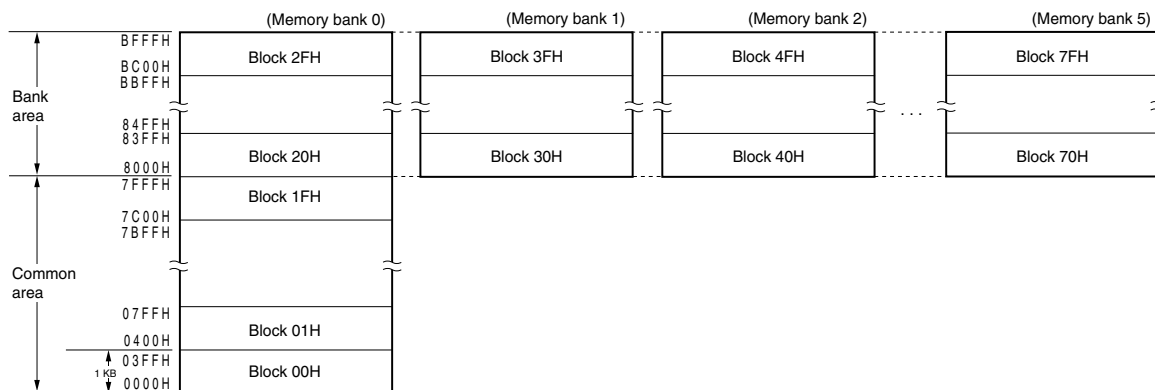 (Memory bank 0) (Memory bank 1) (Memory bank 2) (Memory bank 5)
BFFFH
Block 2FH Block 3FH Block 4FH Block 7FH
BC00H
BBFFH
Bank
area
84FFH
83FFH
. . .
Block 20H Block 30H Block 40H Block 70H
8000H
7FFFH
Block 1FH
7C00H
7BFFH
Common
area
07FFH
Block 01H
0400H
03FFH
1 KB
Block 00H
0000H